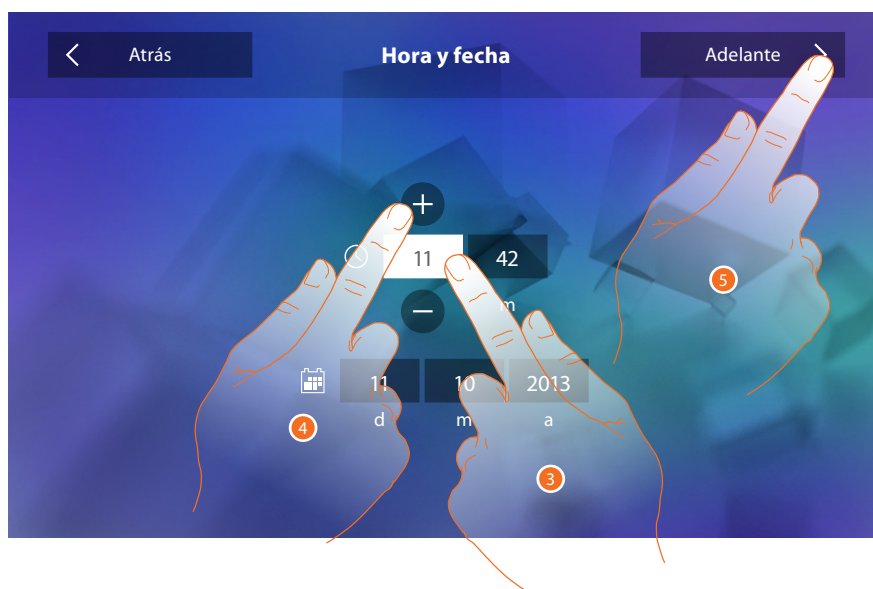 Atrás
Hora y fecha
Adelante
+
11
42
−
m
11
10
2013
d
m
a
3
4
5